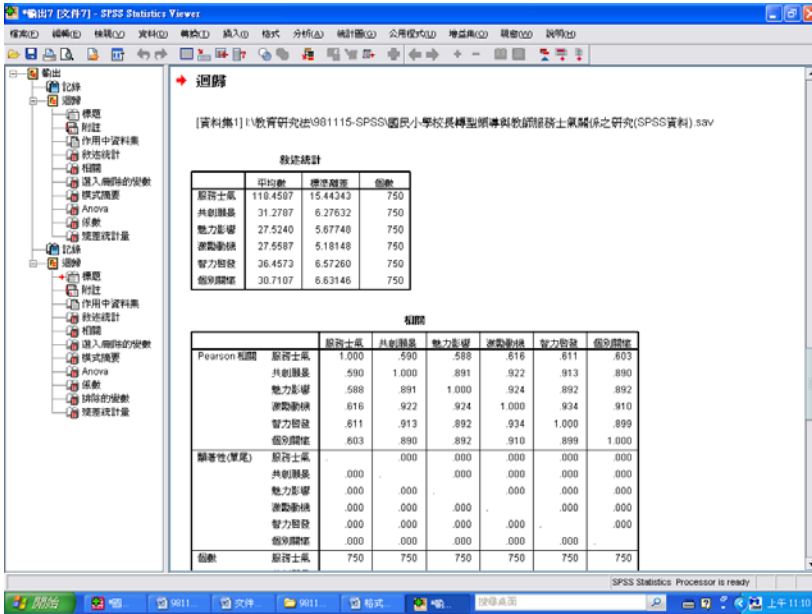 *輸出7 [文件7] - SPSS Statistics Viewer
檔案(F) 編輯(E) 檢視(V) 資料(D) 轉換(T) 插入(I) 格式 分析(A) 統計圖(G) 公用程式(U) 增益集(O) 視窗(W) 說明(H)
輸出
記錄
迴歸
標題
附註
作用中資料集
敘述統計
相關
選入/刪除的變數
模式摘要
Anova
係數
殘差統計量
記錄
迴歸
標題
附註
作用中資料集
敘述統計
相關
選入/刪除的變數
模式摘要
Anova
係數
排除的變數
殘差統計量
迴歸
[資料集1] I:\教育研究法\981115-SPSS\國民小學校長轉型領導與教師服務士氣關係之研究(SPSS資料).sav
敘述統計
平均數 標準離差 個數
服務士氣 118.4587 15.44343 750
共創願景 31.2787 6.27632 750
魅力影響 27.5240 5.67748 750
激勵動機 27.5587 5.18148 750
智力啟發 36.4573 6.57260 750
個別關懷 30.7107 6.63146 750
相關
服務士氣 共創願景 魅力影響 激勵動機 智力啟發 個別關懷
Pearson 相關 服務士氣 1.000 .590 .588 .616 .611 .603
共創願景 .590 1.000 .891 .922 .913 .890
魅力影響 .588 .891 1.000 .924 .892 .892
激勵動機 .616 .922 .924 1.000 .934 .910
智力啟發 .611 .913 .892 .934 1.000 .899
個別關懷 .603 .890 .892 .910 .899 1.000
顯著性 (單尾) 服務士氣 . .000 .000 .000 .000 .000
共創願景 .000 . .000 .000 .000 .000
魅力影響 .000 .000 . .000 .000 .000
激勵動機 .000 .000 .000 . .000 .000
智力啟發 .000 .000 .000 .000 . .000
個別關懷 .000 .000 .000 .000 .000 .
個數 服務士氣 750 750 750 750 750 750
SPSS Statistics Processor is ready
開始 9811... 文件... 9811... 格式... 搜尋桌面 上午 11:10